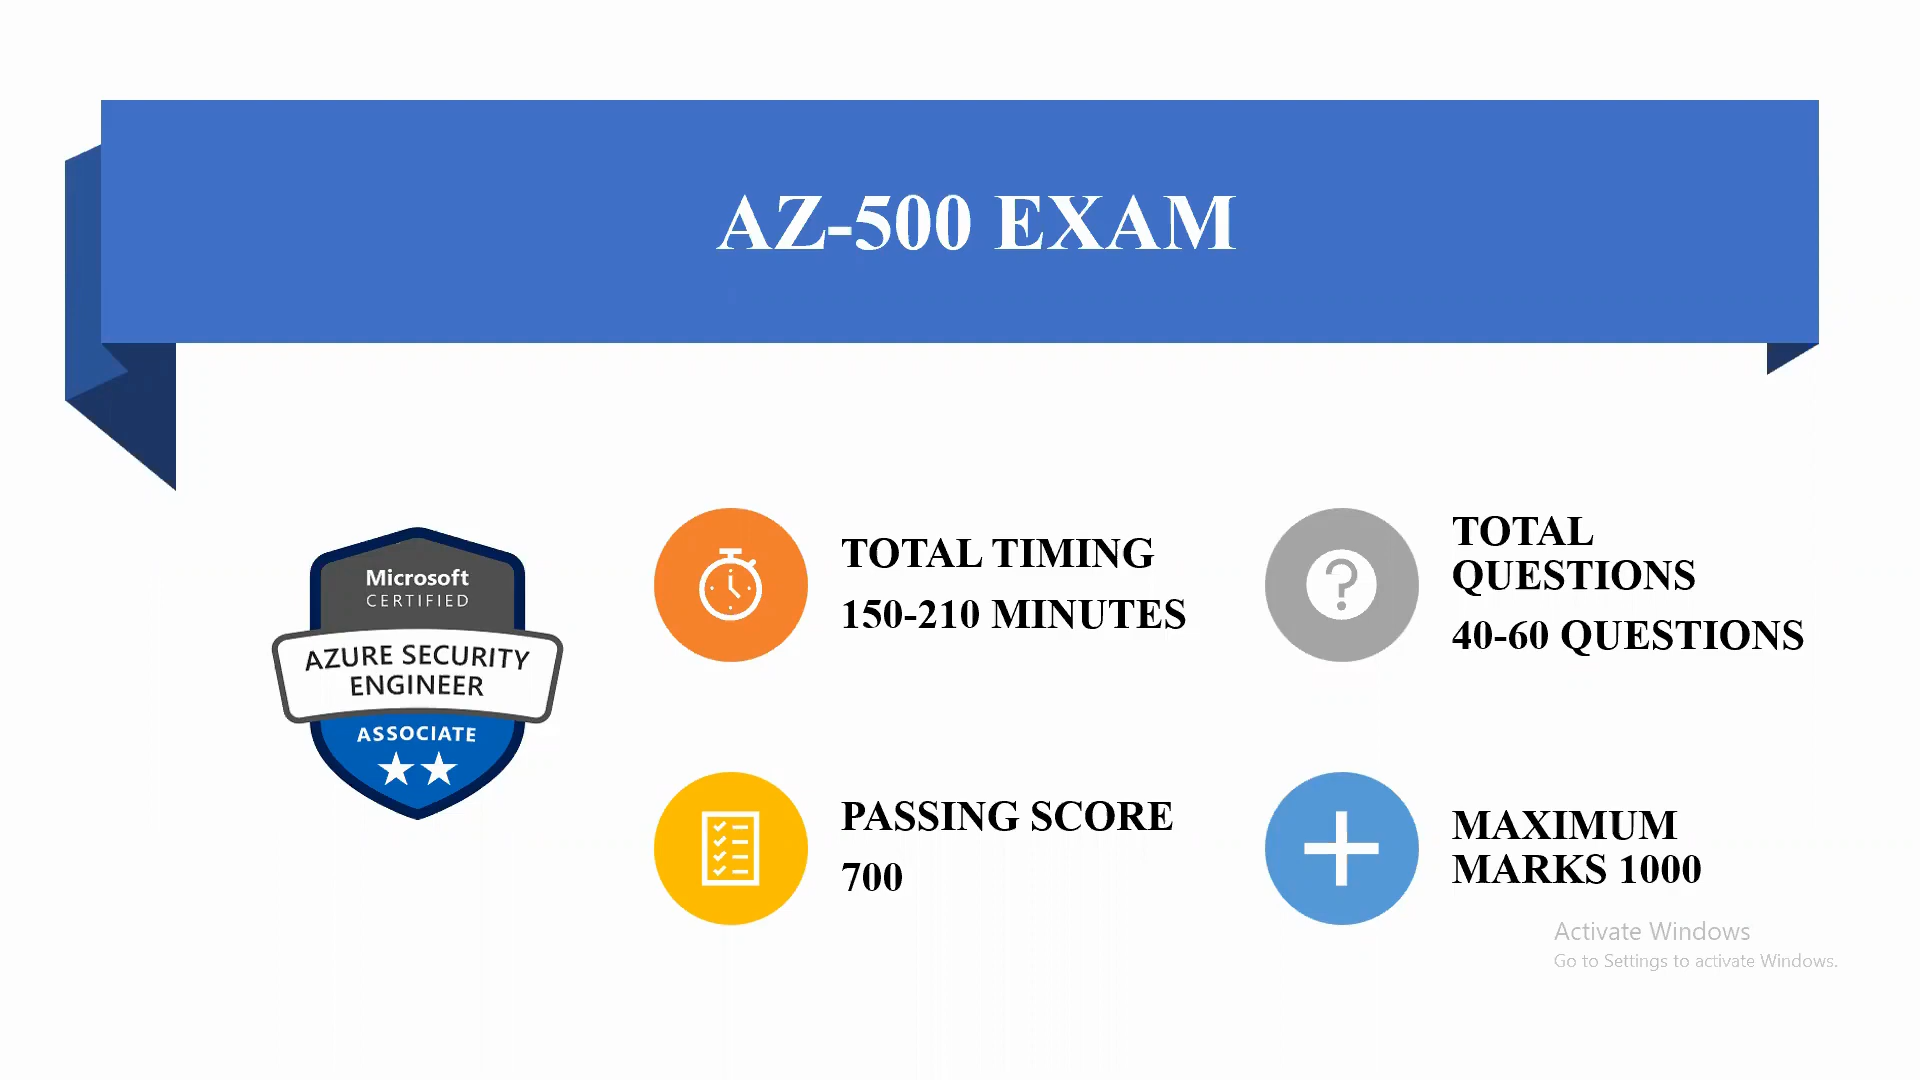 AZ-500 EXAM
Microsoft
CERTIFIED
AZURE SECURITY
ENGINEER
ASSOCIATE
TOTAL TIMING
150-210 MINUTES
TOTAL
QUESTIONS
40-60 QUESTIONS
PASSING SCORE
700
MAXIMUM
MARKS 1000
Activate Windows
Go to Settings to activate Windows.